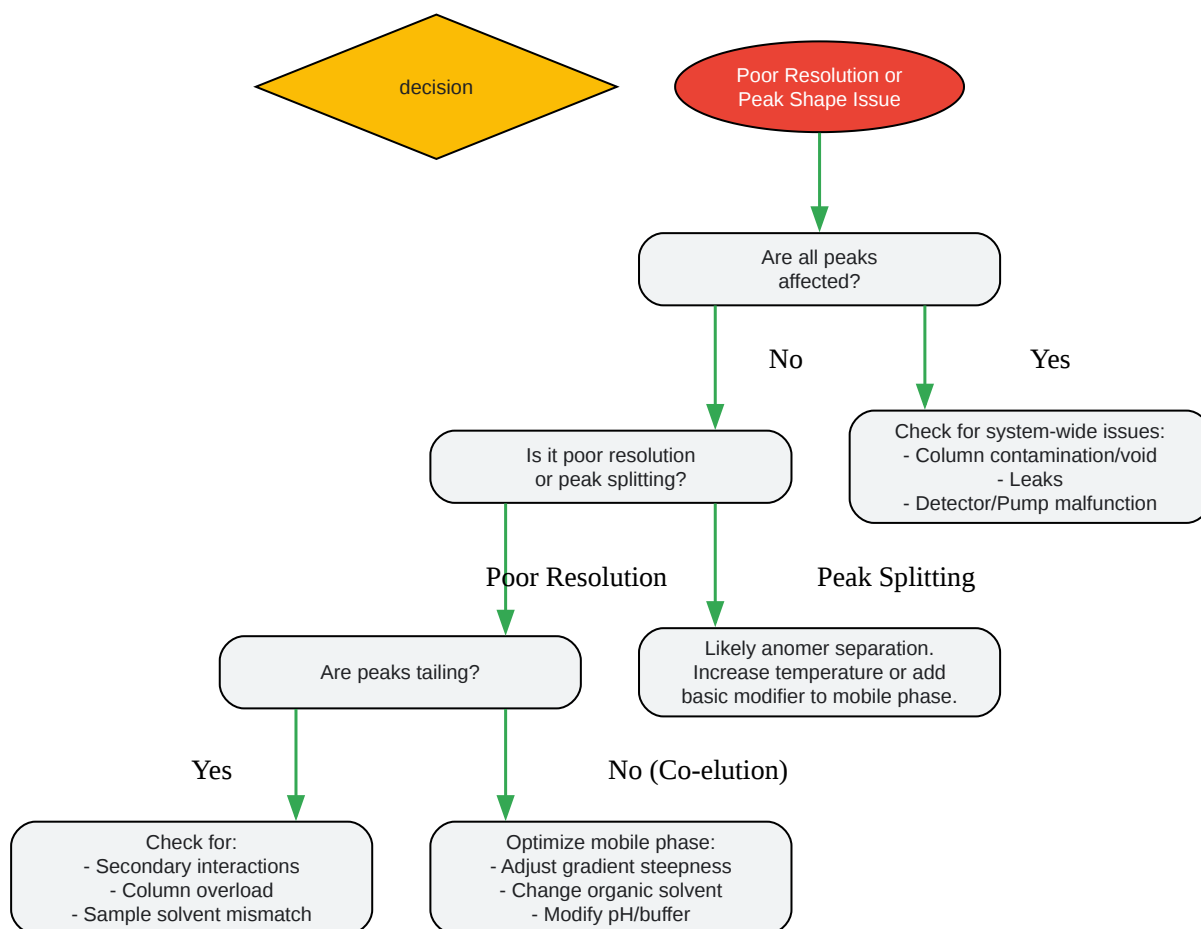 decision
Poor Resolution or
Peak Shape Issue
Are all peaks
affected?
No
Yes
Is it poor resolution
or peak splitting?
Check for system-wide issues:
- Column contamination/void
- Leaks
- Detector/Pump malfunction
Poor Resolution
Peak Splitting
Are peaks tailing?
Likely anomer separation.
Increase temperature or add
basic modifier to mobile phase.
Yes
No (Co-elution)
Check for:
- Secondary interactions
- Column overload
- Sample solvent mismatch
Optimize mobile phase:
- Adjust gradient steepness
- Change organic solvent
- Modify pH/buffer